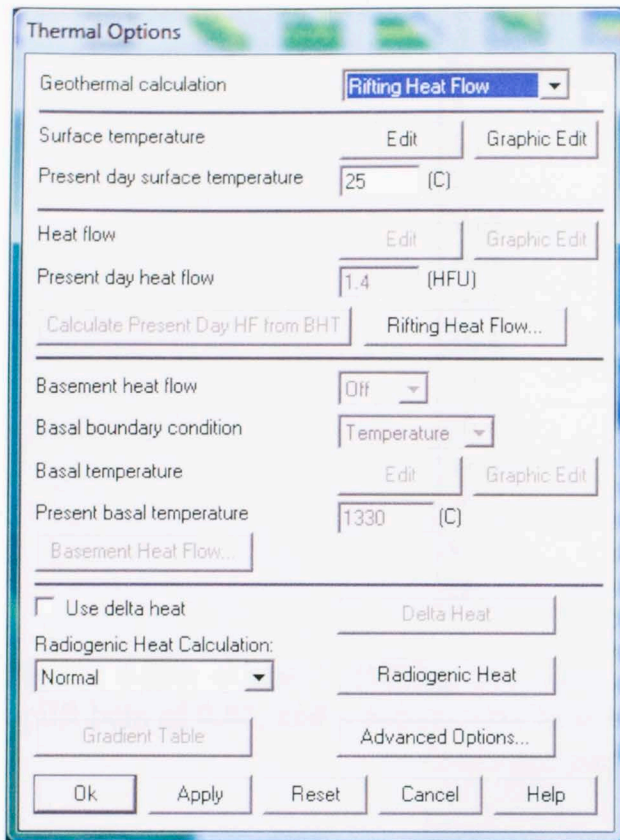 Thermal Options
Geothermal calculation Rifting Heat Flow
Surface temperature Edit Graphic Edit
Present day surface temperature 25 (C)
Heat flow Edit Graphic Edit
Present day heat flow 1.4 (HFU)
Calculate Present Day HF from BHT Rifting Heat Flow...
Basement heat flow Off
Basal boundary condition Temperature
Basal temperature Edit Graphic Edit
Present basal temperature 1330 (C)
Basement Heat Flow...
Use delta heat Delta Heat
Radiogenic Heat Calculation:
Normal Radiogenic Heat
Gradient Table Advanced Options...
Ok Apply Reset Cancel Help